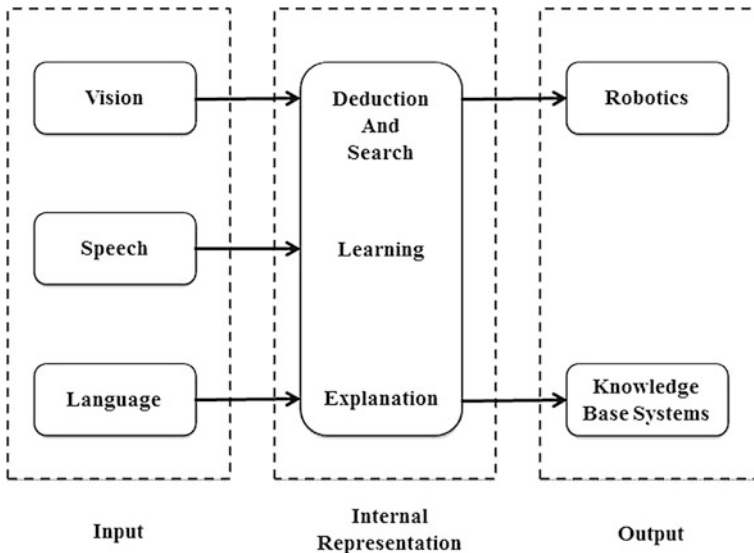 Vision
Deduction
And
Search
Robotics
Speech
Learning
Language
Explanation
Knowledge
Base Systems
Input
Internal
Representation
Output